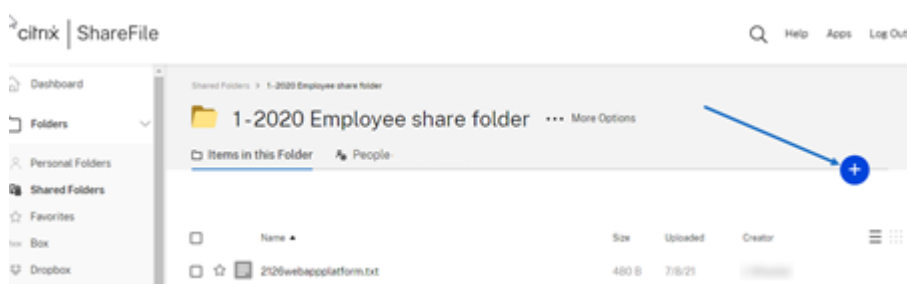 citrix | ShareFile
Help Apps Log Out
Dashboard
Shared Folders > 1-2020 Employee share folder
Folders
1-2020 Employee share folder ••• More Options
Items in this Folder People
Personal Folders
Shared Folders
Favorites
Box
Name Size Uploaded Creator
Dropbox
2126webappplatform.txt 480 B 7/8/21